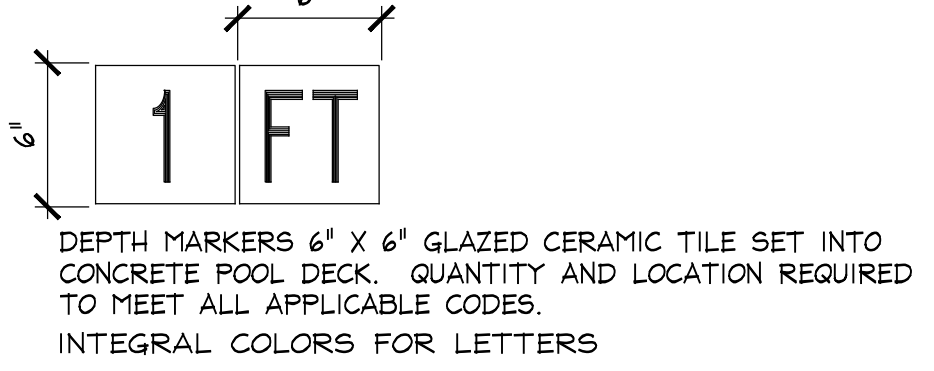 6"
1 FT
DEPTH MARKERS 6" X 6" GLAZED CERAMIC TILE SET INTO
CONCRETE POOL DECK. QUANTITY AND LOCATION REQUIRED
TO MEET ALL APPLICABLE CODES.
INTEGRAL COLORS FOR LETTERS